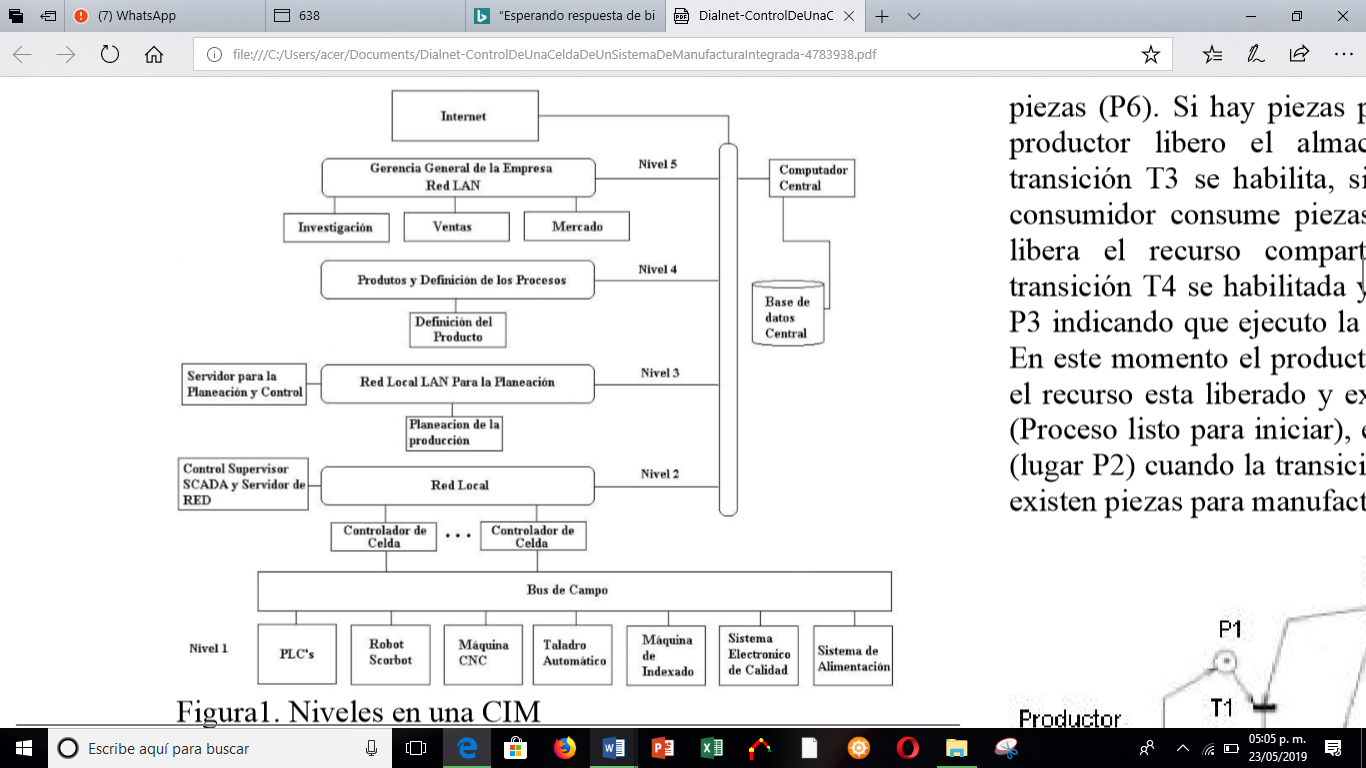 (7) WhatsApp
638
"Esperando respuesta de bi
Dialnet-ControlDeUnaC
file:///C:/Users/acer/Documents/Dialnet-ControlDeUnaCeldaDeUnSistemaDeManufacturaIntegrada-4783938.pdf
Internet
Gerencia General de la Empresa
Red LAN
Nivel 5
Computador
Central
Investigación
Ventas
Mercado
Produtos y Definición de los Procesos
Nivel 4
Definición del
Producto
Base de
datos
Central
Servidor para la
Planeación y Control
Red Local LAN Para la Planeación
Nivel 3
Planeacion de la
producción
Control Supervisor
SCADA y Servidor de
RED
Red Local
Nivel 2
Controlador de
Celda
...
Controlador de
Celda
Bus de Campo
Nivel 1
PLC's
Robot
Scorbot
Máquina
CNC
Taladro
Automático
Máquina
de
Indexado
Sistema
Electronico
de Calidad
Sistema de
Alimentación
Figura1. Niveles en una CIM
piezas (P6). Si hay piezas p
productor libero el almac
transición T3 se habilita, si
consumidor consume piezas
libera el recurso compart
transición T4 se habilitada y
P3 indicando que ejecuto la
En este momento el product
el recurso esta liberado y ex
(Proceso listo para iniciar), e
(lugar P2) cuando la transici
existen piezas para manufact
P1
T1
Productor
Escribe aquí para buscar
05:05 p. m.
23/05/2019